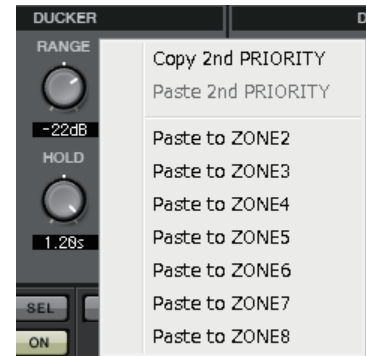 DUCKER
D
RANGE
-22dB
HOLD
1.20s
SEL
ON
Copy 2nd PRIORITY
Paste 2nd PRIORITY
Paste to ZONE2
Paste to ZONE3
Paste to ZONE4
Paste to ZONE5
Paste to ZONE6
Paste to ZONE7
Paste to ZONE8